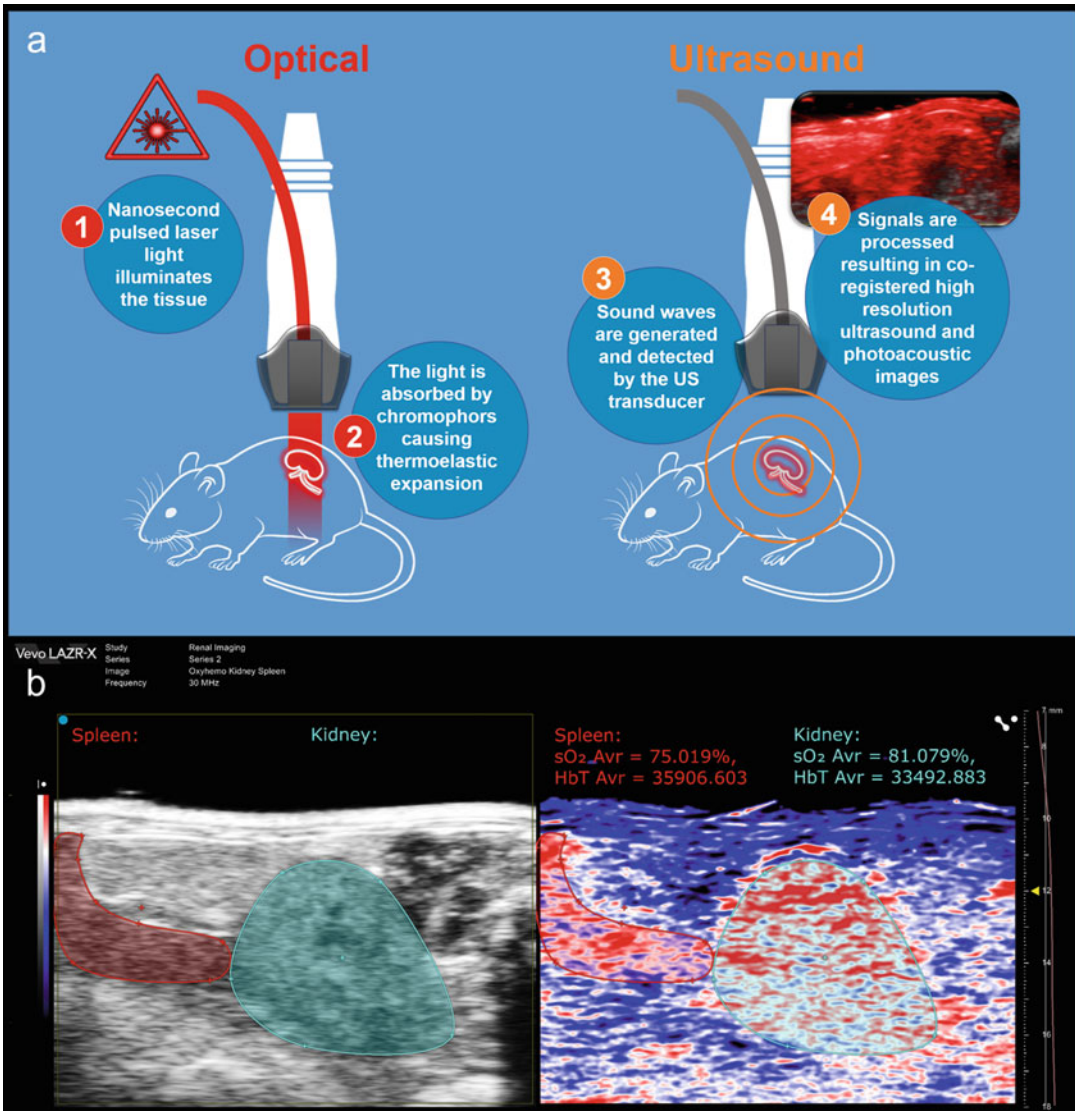 a
Optical
Ultrasound
1
Nanosecond
pulsed laser
light
illuminates
the tissue
2
The light is
absorbed by
chromophors
causing
thermoelastic
expansion
3
Sound waves
are generated
and detected
by the US
transducer
4
Signals are
processed
resulting in co-
registered high
resolution
ultrasound and
photoacoustic
images
Vevo LAZR-X
Study Renal Imaging
Series Series 2
Image Oxyhemo Kidney Spleen
Frequency 30 MHz
b
Spleen:
Kidney:
Spleen:
sO₂ Avr = 75.019%,
HbT Avr = 35906.603
Kidney:
sO₂ Avr = 81.079%,
HbT Avr = 33492.883
7 mm
8
10
12
14
16
18